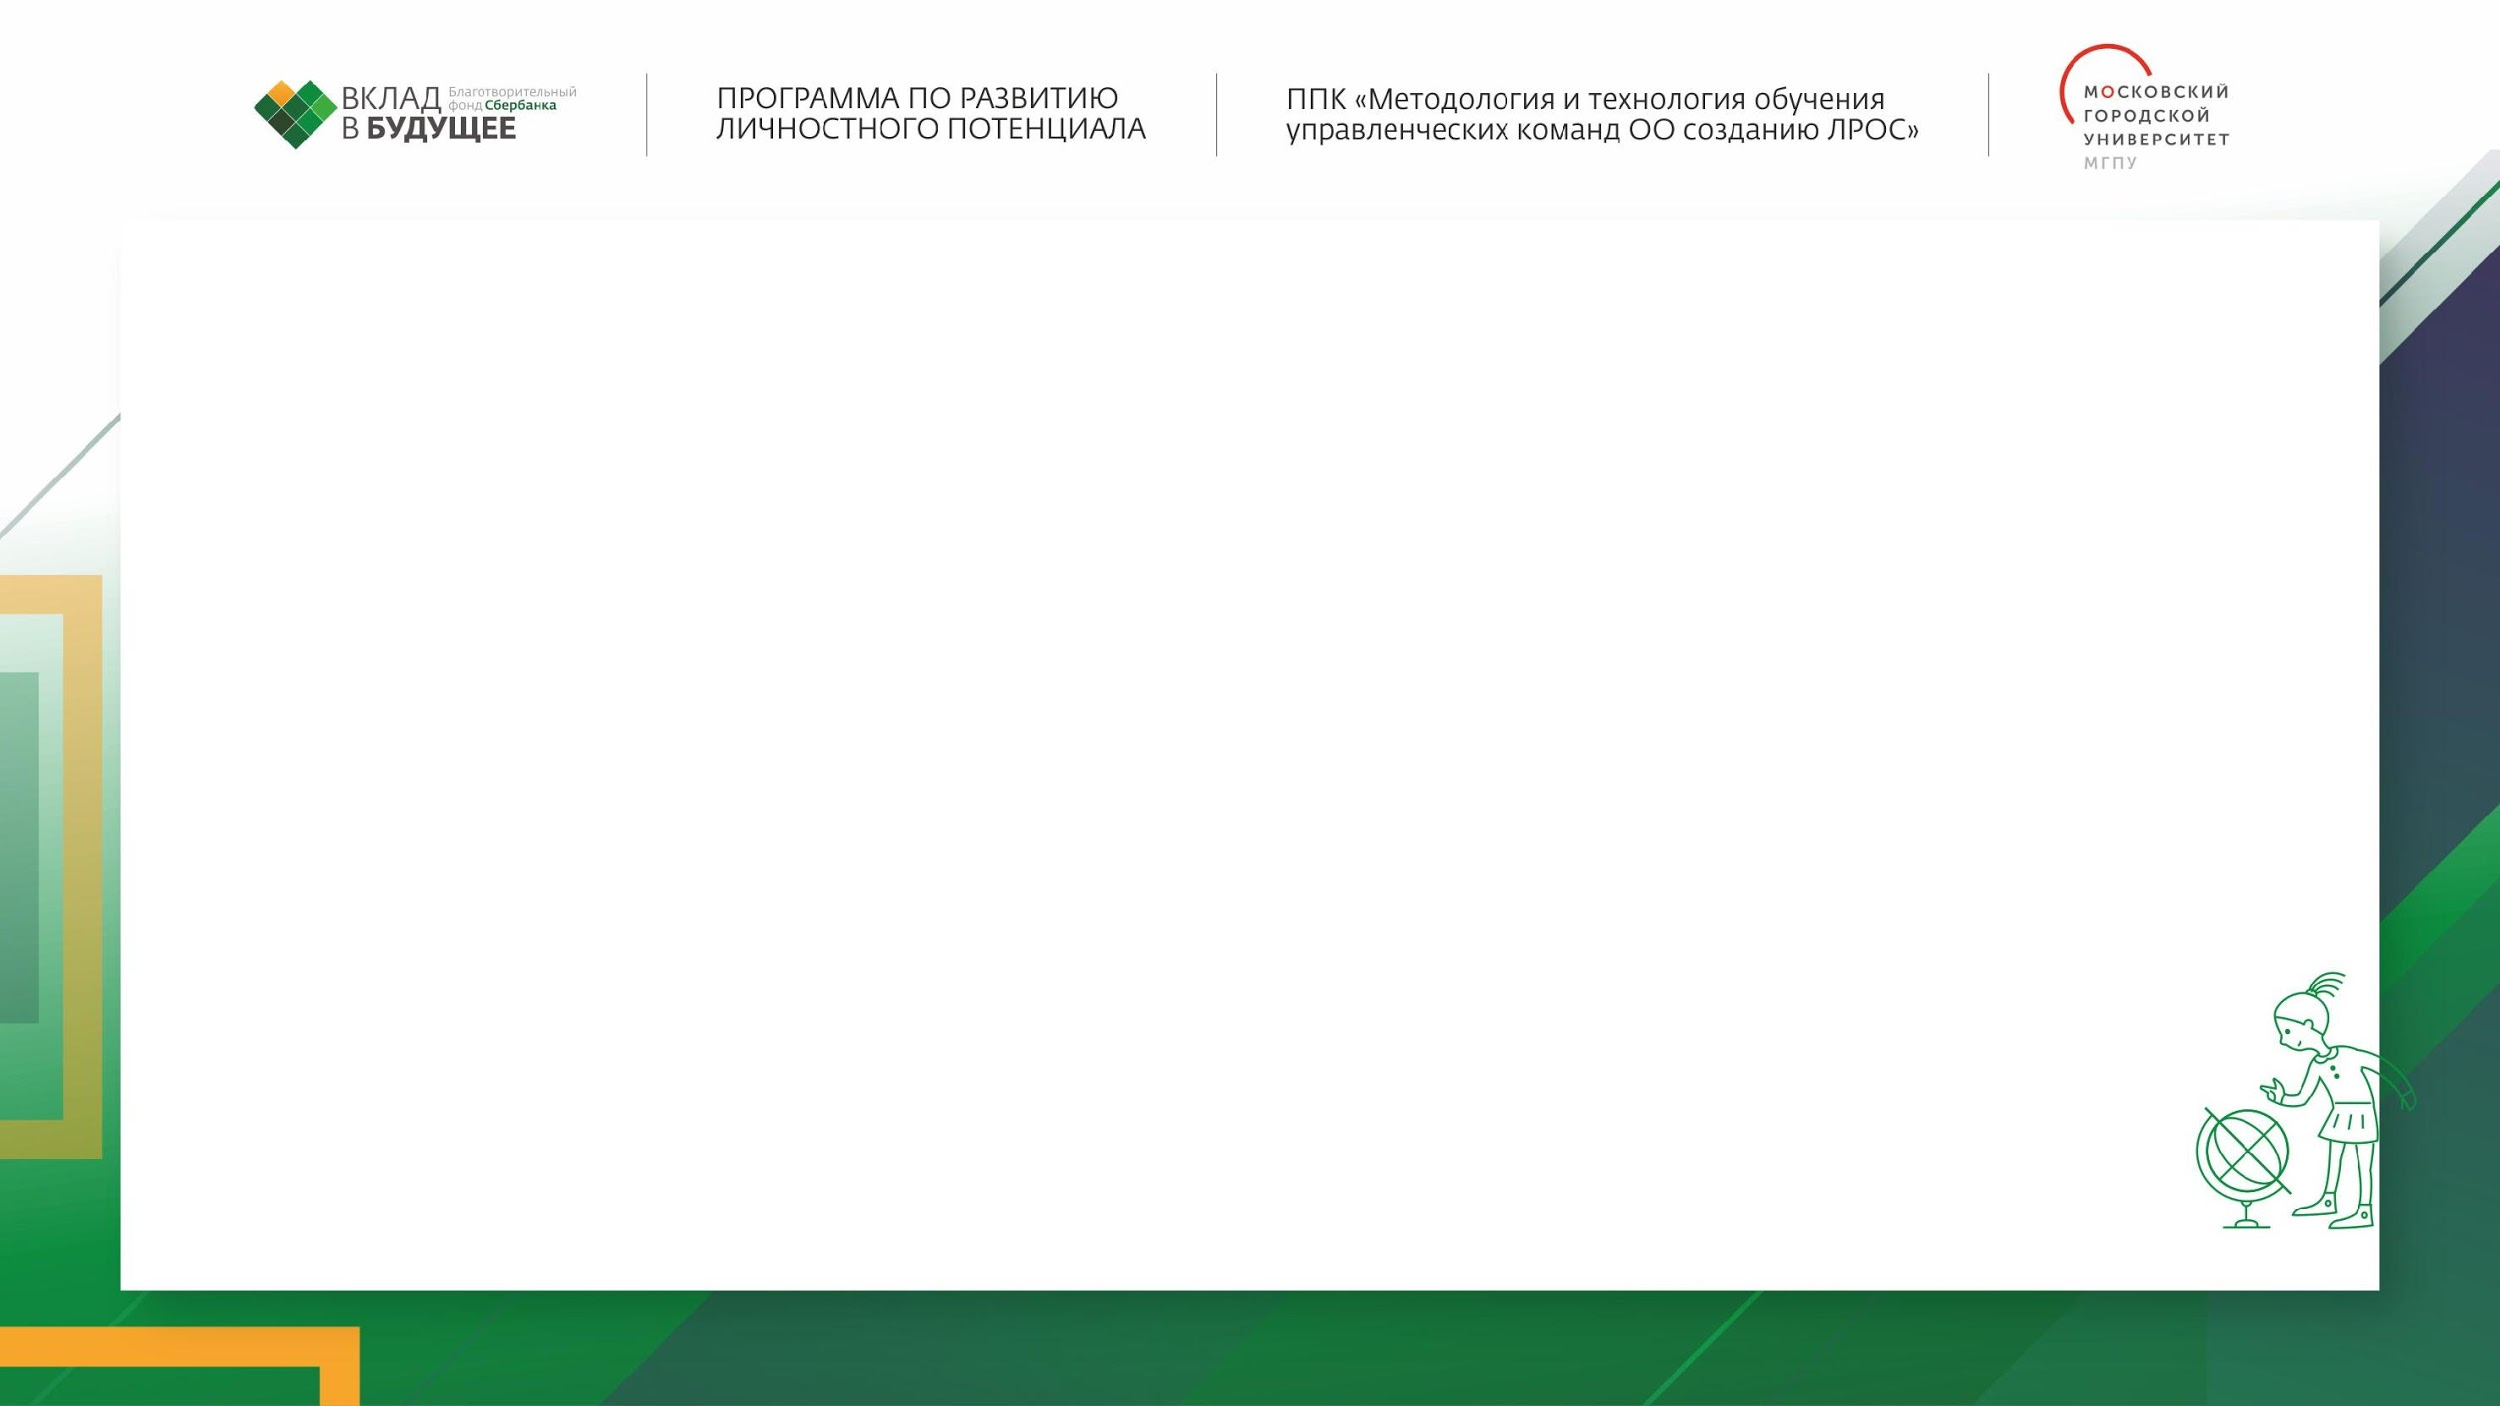 ВКЛАД
В БУДУЩЕЕ
Благотворительный
фонд Сбербанка
ПРОГРАММА ПО РАЗВИТИЮ
ЛИЧНОСТНОГО ПОТЕНЦИАЛА
ППК «Методология и технология обучения
управленческих команд ОО созданию ЛРОС»
МОСКОВСКИЙ
ГОРОДСКОЙ
УНИВЕРСИТЕТ
МГПУ